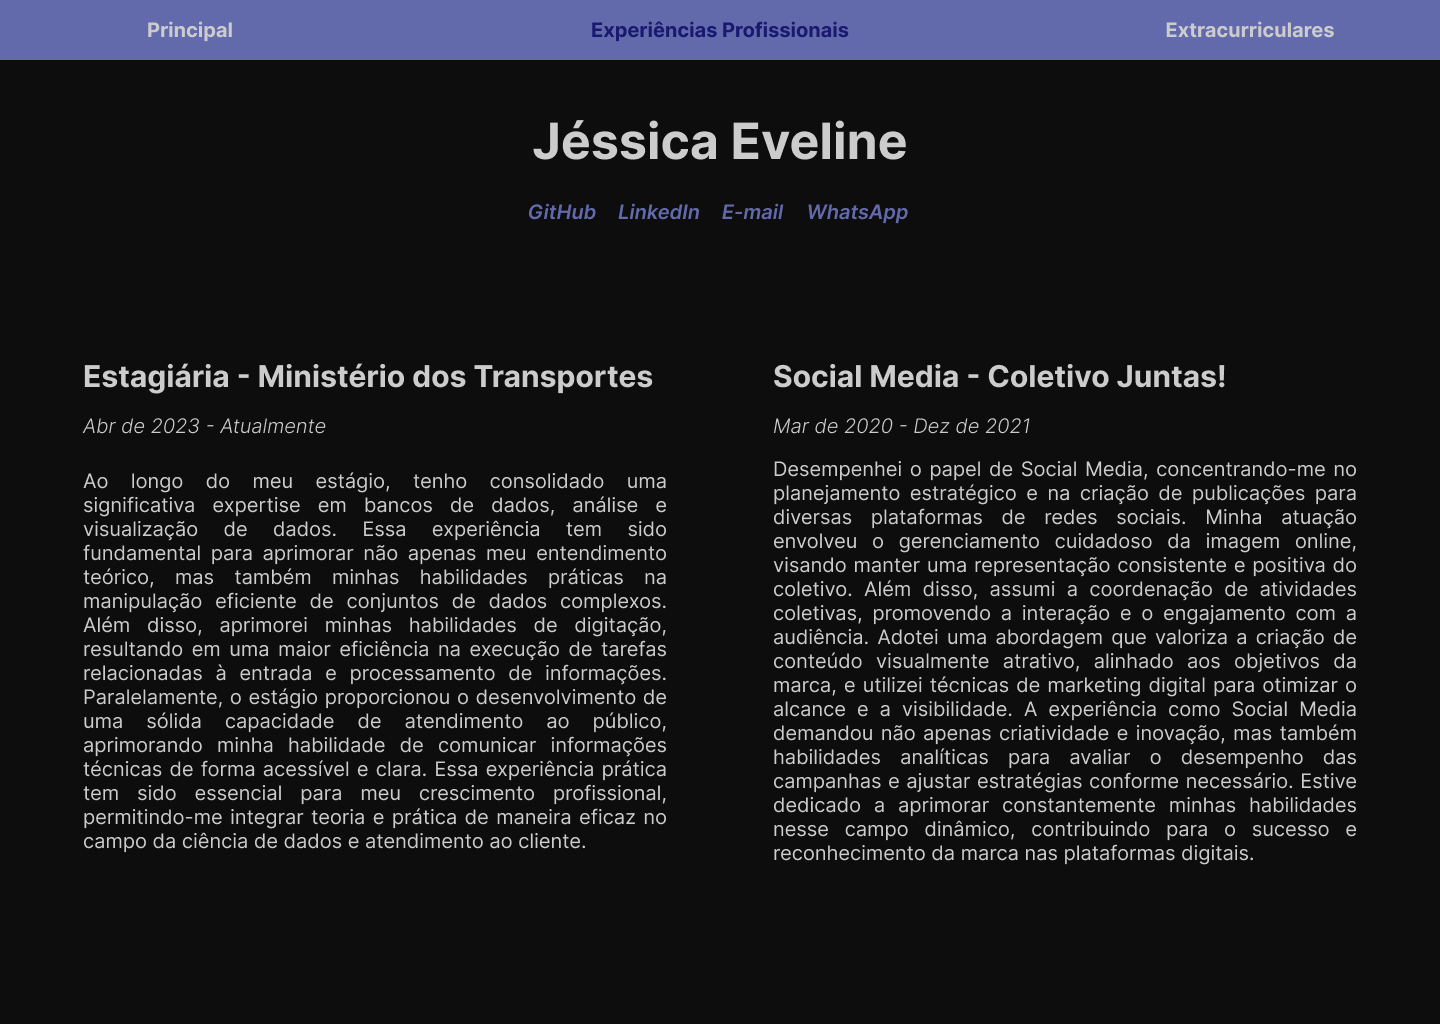 Principal
Experiências Profissionais
Extracurriculares
Jéssica Eveline
GitHub LinkedIn E-mail WhatsApp
Estagiária - Ministério dos Transportes
Abr de 2023 - Atualmente
Ao longo do meu estágio, tenho consolidado uma
significativa expertise em bancos de dados, análise e
visualização de dados. Essa experiência tem sido
fundamental para aprimorar não apenas meu entendimento
teórico, mas também minhas habilidades práticas na
manipulação eficiente de conjuntos de dados complexos.
Além disso, aprimorei minhas habilidades de digitação,
resultando em uma maior eficiência na execução de tarefas
relacionadas à entrada e processamento de informações.
Paralelamente, o estágio proporcionou o desenvolvimento de
uma sólida capacidade de atendimento ao público,
aprimorando minha habilidade de comunicar informações
técnicas de forma acessível e clara. Essa experiência prática
tem sido essencial para meu crescimento profissional,
permitindo-me integrar teoria e prática de maneira eficaz no
campo da ciência de dados e atendimento ao cliente.
Social Media - Coletivo Juntas!
Mar de 2020 - Dez de 2021
Desempenhei o papel de Social Media, concentrando-me no
planejamento estratégico e na criação de publicações para
diversas plataformas de redes sociais. Minha atuação
envolveu o gerenciamento cuidadoso da imagem online,
visando manter uma representação consistente e positiva do
coletivo. Além disso, assumi a coordenação de atividades
coletivas, promovendo a interação e o engajamento com a
audiência. Adotei uma abordagem que valoriza a criação de
conteúdo visualmente atrativo, alinhado aos objetivos da
marca, e utilizei técnicas de marketing digital para otimizar o
alcance e a visibilidade. A experiência como Social Media
demandou não apenas criatividade e inovação, mas também
habilidades analíticas para avaliar o desempenho das
campanhas e ajustar estratégias conforme necessário. Estive
dedicado a aprimorar constantemente minhas habilidades
nesse campo dinâmico, contribuindo para o sucesso e
reconhecimento da marca nas plataformas digitais.